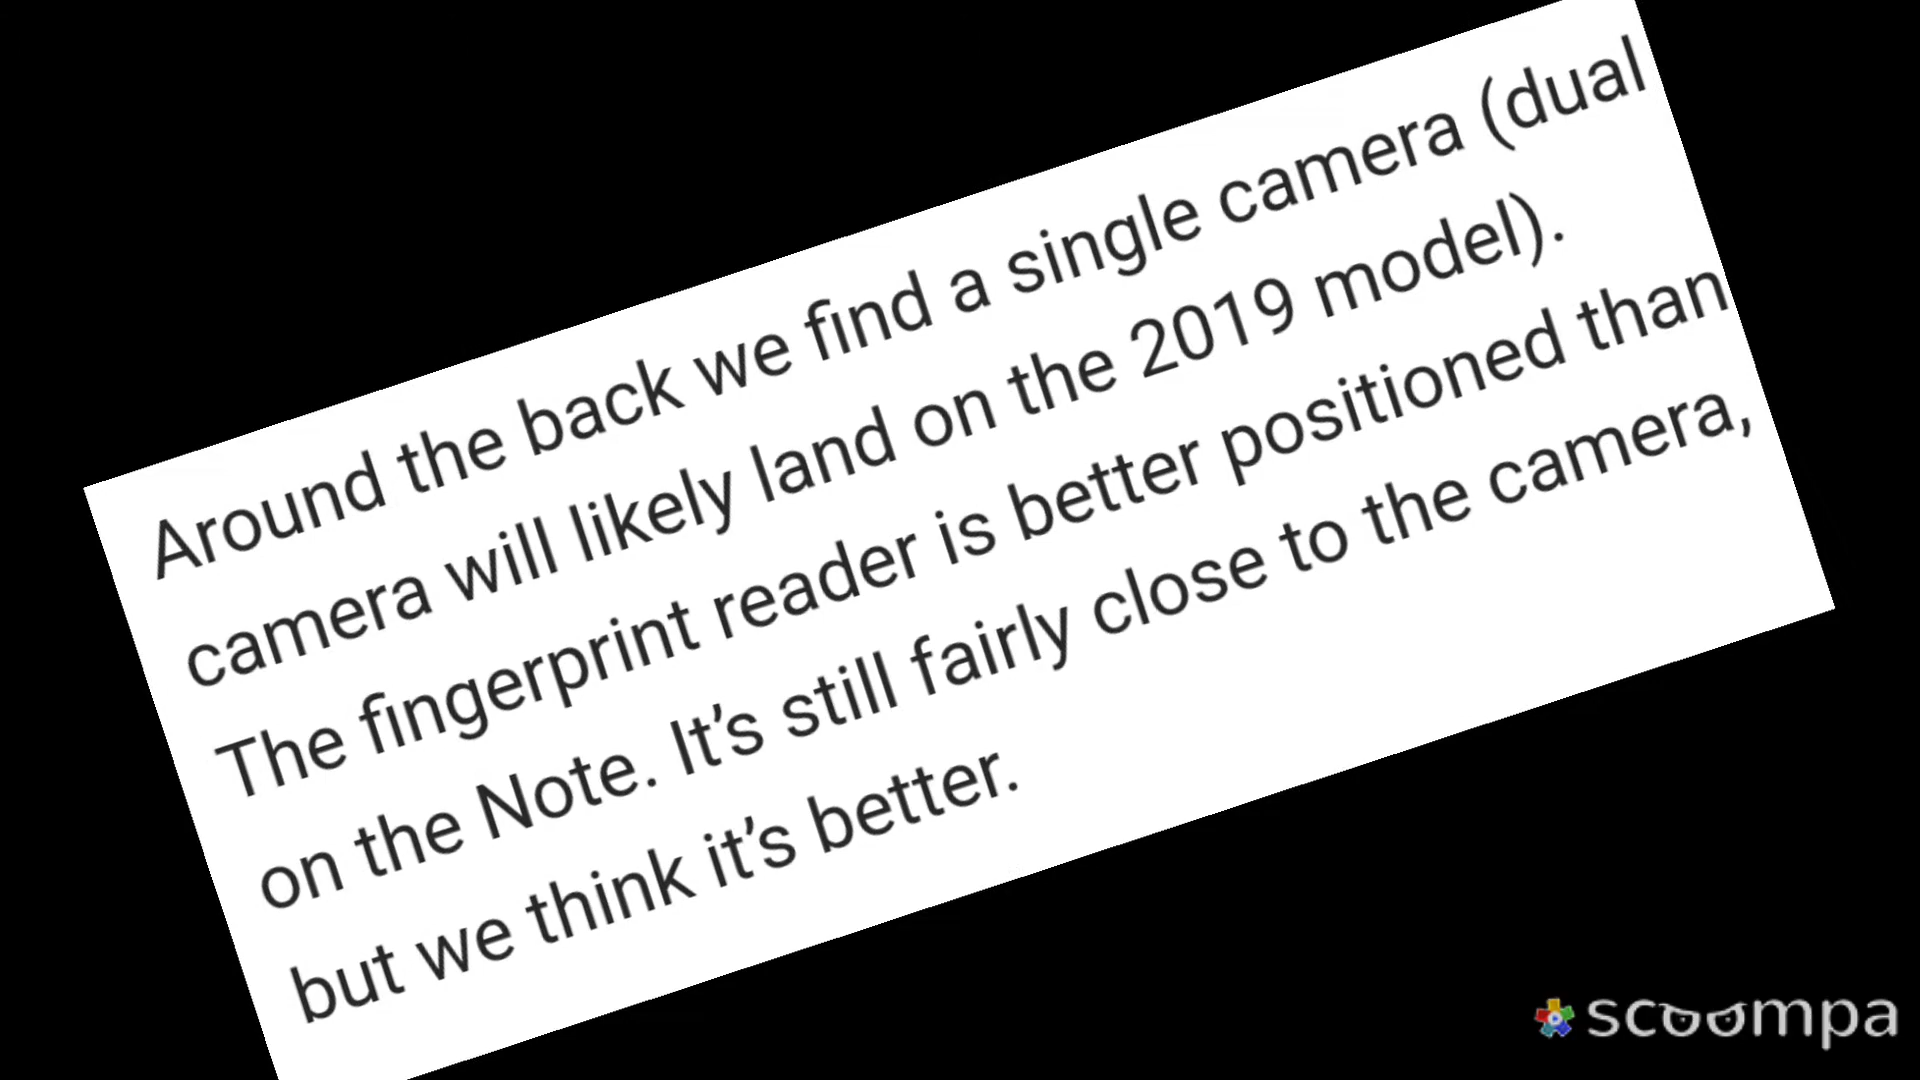 Around the back we find a single camera (dual
camera will likely land on the 2019 model).
The fingerprint reader is better positioned than
on the Note. It’s still fairly close to the camera,
but we think it’s better.
scoompa